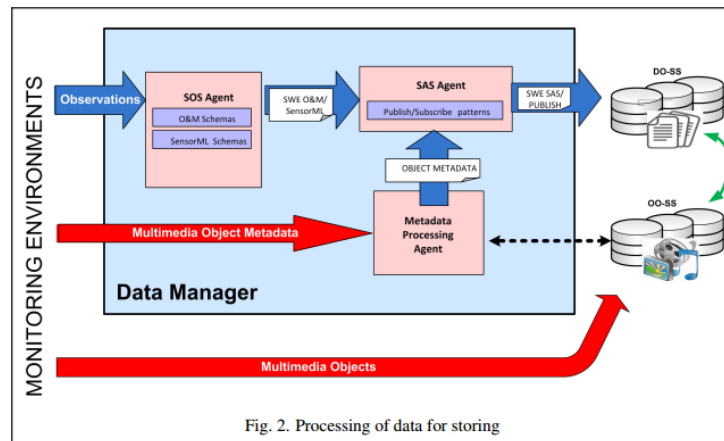 MONITORING ENVIRONMENTS
Observations
SOS Agent
O&M Schemas
SensorML Schemas
SWE O&M/
SensorML
SAS Agent
Publish/Subscribe patterns
SWE SAS/
PUBLISH
DO-SS
OBJECT METADATA
Multimedia Object Metadata
Metadata
Processing
Agent
OO-SS
Data Manager
Multimedia Objects
Fig. 2. Processing of data for storing